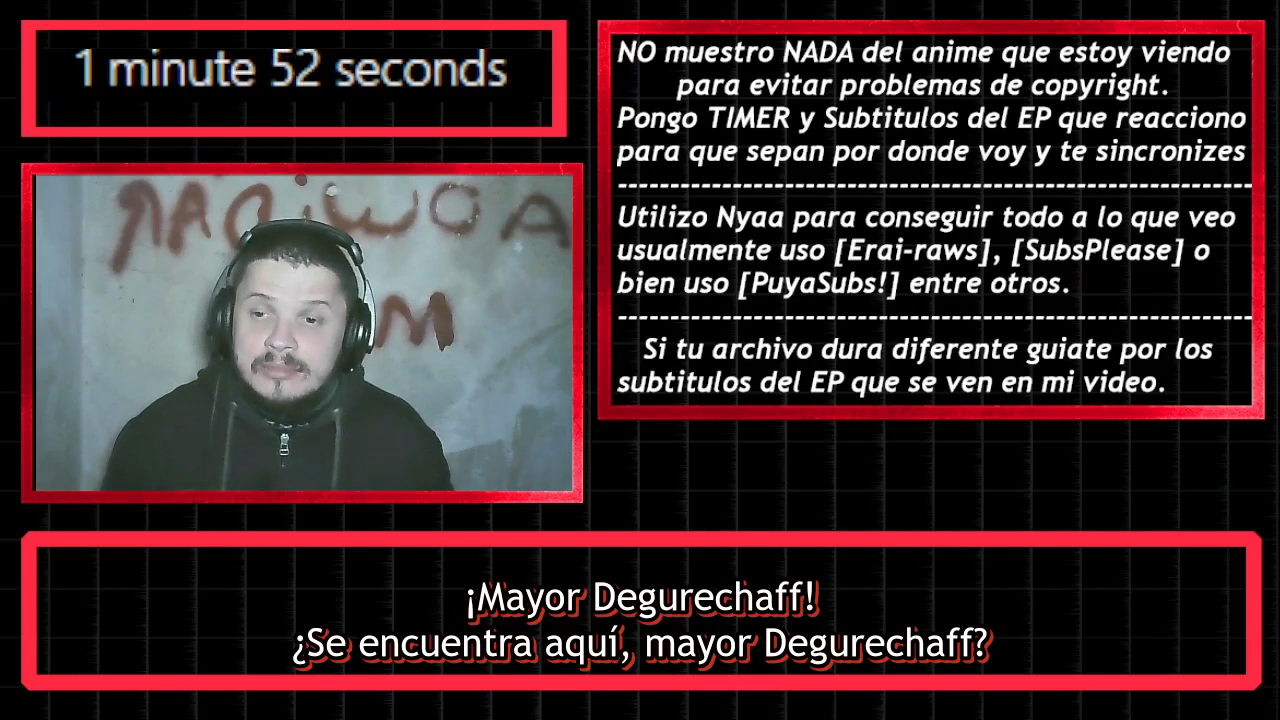 1 minute 52 seconds
NO muestro NADA del anime que estoy viendo
para evitar problemas de copyright.
Pongo TIMER y Subtitulos del EP que reacciono
para que sepan por donde voy y te sincronizes
Utilizo Nyaa para conseguir todo a lo que veo
usualmente uso [Erai-raws], [SubsPlease] o
bien uso [PuyaSubs!] entre otros.
Si tu archivo dura diferente guiate por los
subtitulos del EP que se ven en mi video.
¡Mayor Degurechaff!
¿Se encuentra aquí, mayor Degurechaff?